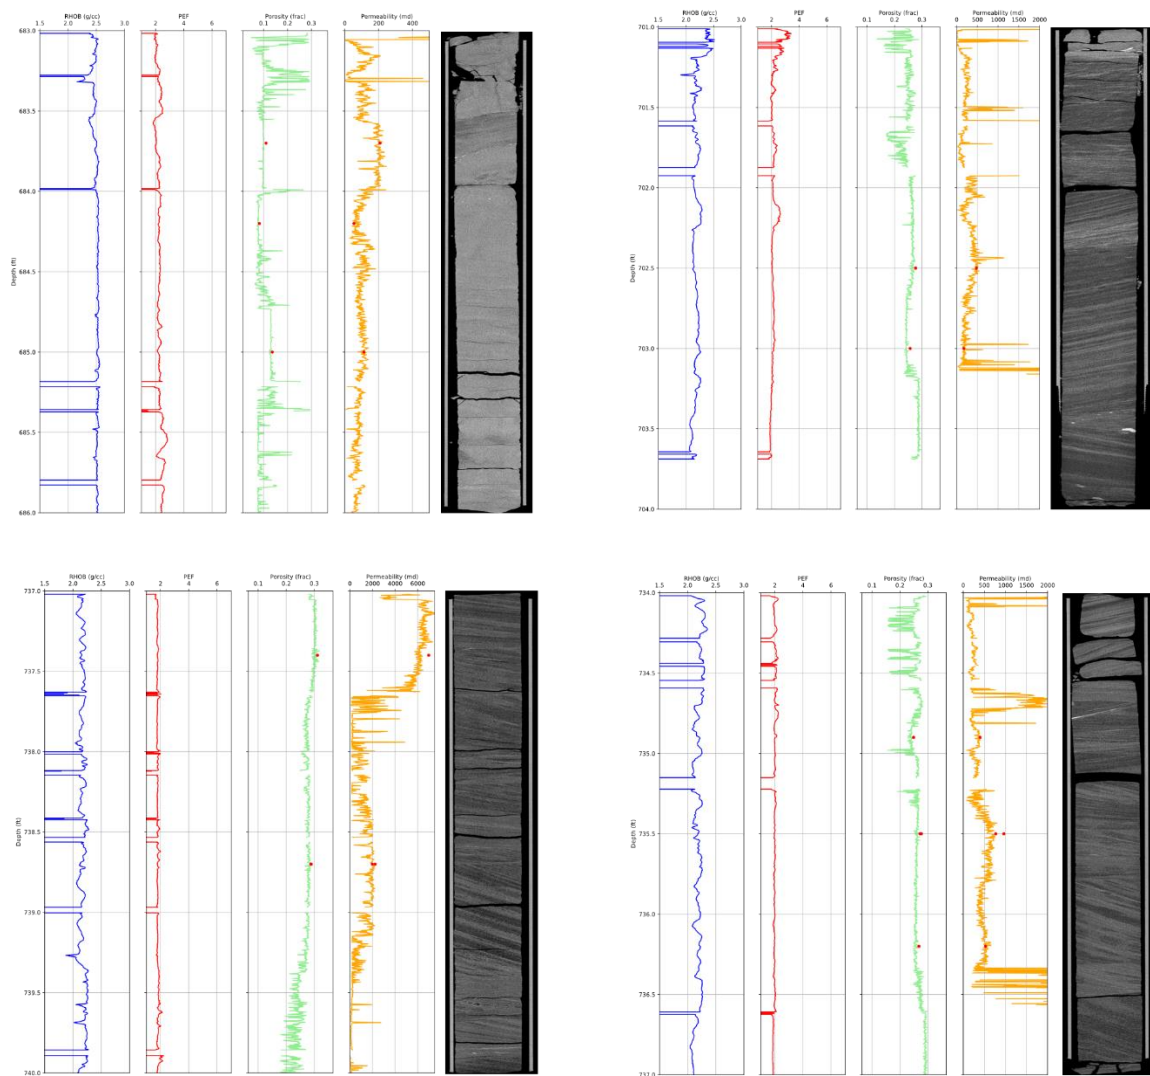 RHOB (g/cc) PEF Porosity (frac) Permeability (md)
1.5 2.0 2.5 3.0 2 4 6 0.1 0.2 0.3 0 200 400
Depth (ft)
683.0
683.5
684.0
684.5
685.0
685.5
686.0
RHOB (g/cc) PEF Porosity (frac) Permeability (md)
1.5 2.0 2.5 3.0 2 4 6 0.1 0.2 0.3 0 500 1000 1500 2000
Depth (ft)
701.0
701.5
702.0
702.5
703.0
703.5
704.0
RHOB (g/cc) PEF Porosity (frac) Permeability (md)
1.5 2.0 2.5 3.0 2 4 6 0.1 0.2 0.3 0 2000 4000 6000
Depth (ft)
737.0
737.5
738.0
738.5
739.0
739.5
740.0
RHOB (g/cc) PEF Porosity (frac) Permeability (md)
1.5 2.0 2.5 3.0 2 4 6 0.1 0.2 0.3 0 500 1000 1500 2000
Depth (ft)
734.0
734.5
735.0
735.5
736.0
736.5
737.0